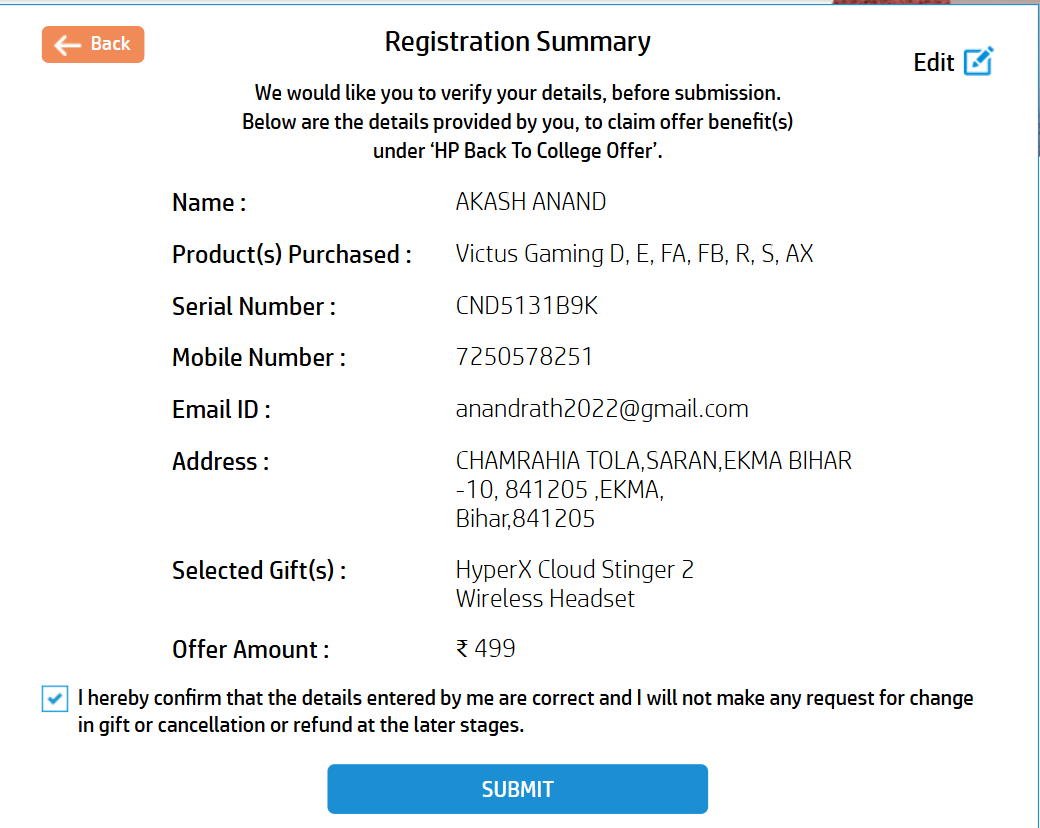 Back
Registration Summary
Edit
We would like you to verify your details, before submission.
Below are the details provided by you, to claim offer benefit(s)
under ‘HP Back To College Offer’.
Name : AKASH ANAND
Product(s) Purchased : Victus Gaming D, E, FA, FB, R, S, AX
Serial Number : CND5131B9K
Mobile Number : 7250578251
Email ID : anandrath2022@gmail.com
Address : CHAMRAHIA TOLA,SARAN,EKMA BIHAR
-10, 841205 ,EKMA,
Bihar,841205
Selected Gift(s) : HyperX Cloud Stinger 2
Wireless Headset
Offer Amount : ₹ 499
I hereby confirm that the details entered by me are correct and I will not make any request for change
in gift or cancellation or refund at the later stages.
SUBMIT